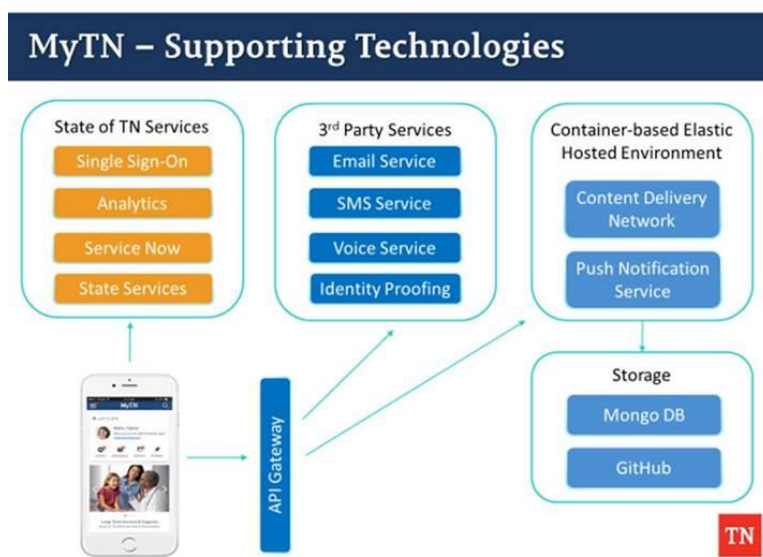 MyTN – Supporting Technologies
State of TN Services
Single Sign-On
Analytics
Service Now
State Services
3rd Party Services
Email Service
SMS Service
Voice Service
Identity Proofing
Container-based Elastic
Hosted Environment
Content Delivery
Network
Push Notification
Service
Storage
Mongo DB
GitHub
API Gateway
MyTN
TN